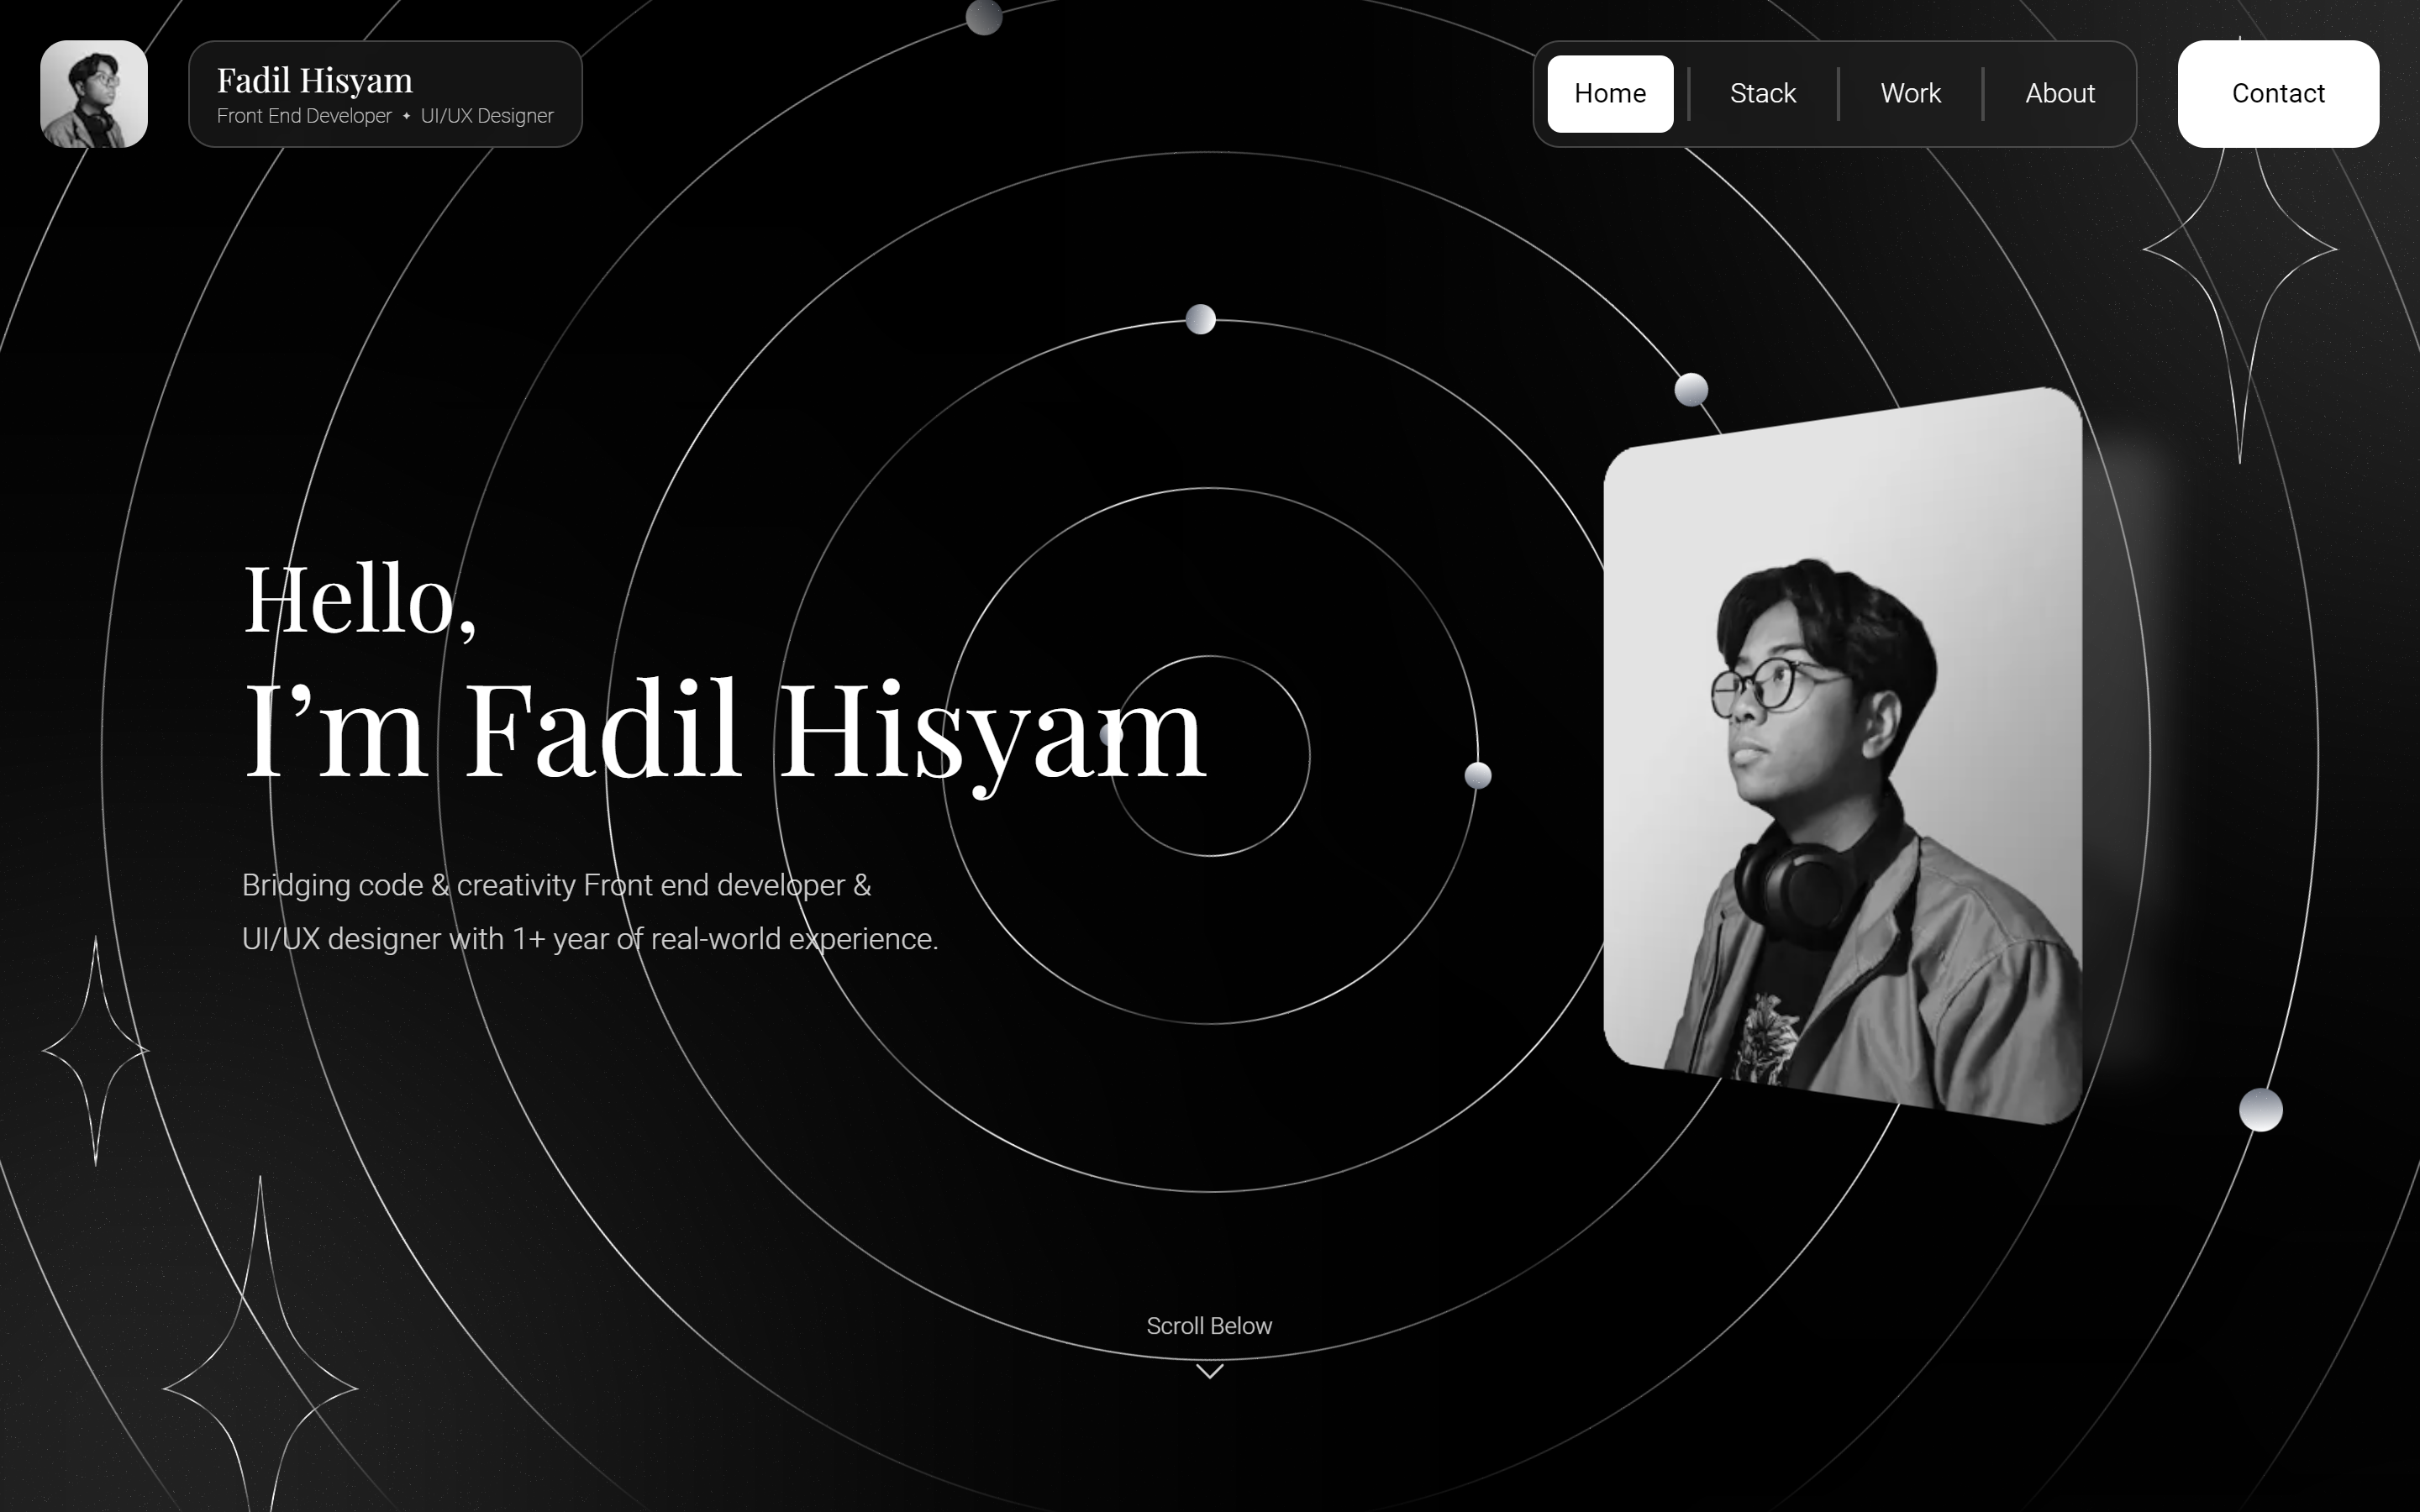 Fadil Hisyam
Front End Developer ✦ UI/UX Designer
Home
Stack
Work
About
Contact
Hello,
I’m Fadil Hisyam
Bridging code & creativity Front end developer &
UI/UX designer with 1+ year of real-world experience.
Scroll Below